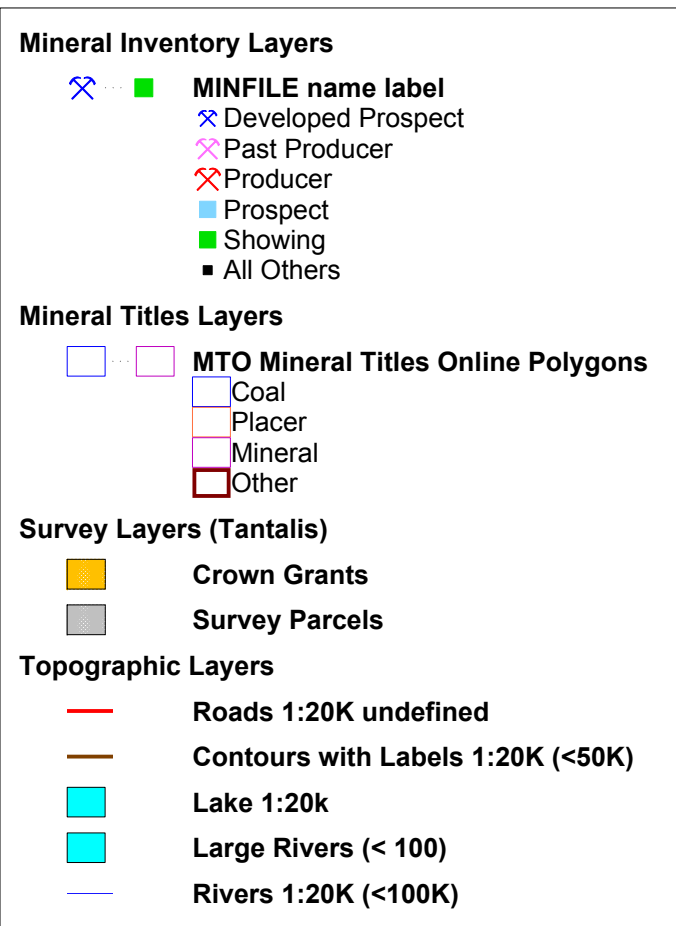 Mineral Inventory Layers
MINFILE name label
Developed Prospect
Past Producer
Producer
Prospect
Showing
All Others
Mineral Titles Layers
MTO Mineral Titles Online Polygons
Coal
Placer
Mineral
Other
Survey Layers (Tantalis)
Crown Grants
Survey Parcels
Topographic Layers
Roads 1:20K undefined
Contours with Labels 1:20K (<50K)
Lake 1:20k
Large Rivers (< 100)
Rivers 1:20K (<100K)